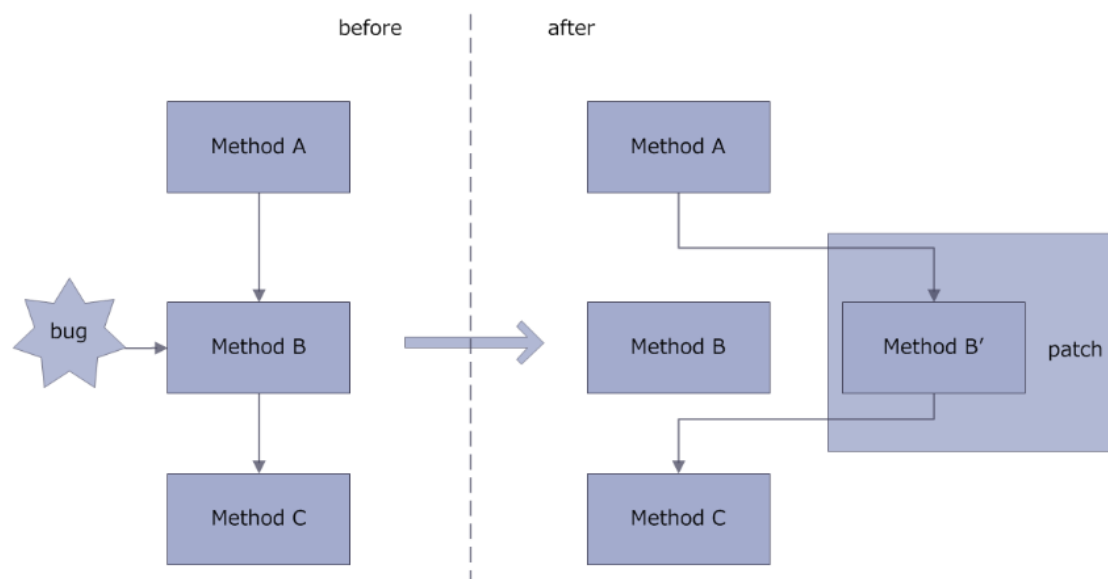 before
after
Method A
Method A
bug
Method B
Method B
Method B′
patch
Method C
Method C